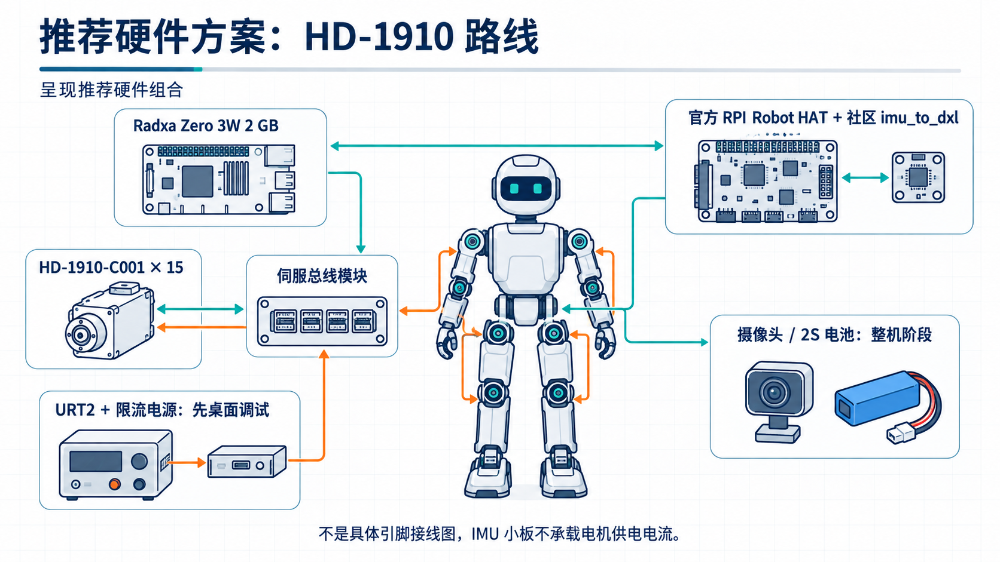 推荐硬件方案：HD-1910 路线
呈现推荐硬件组合
Radxa Zero 3W 2 GB
官方 RPI Robot HAT + 社区 imu_to_dxl
HD-1910-C001 × 15
伺服总线模块
摄像头 / 2S 电池：整机阶段
URT2 + 限流电源：先桌面调试
不是具体引脚接线图，IMU 小板不承载电机供电电流。